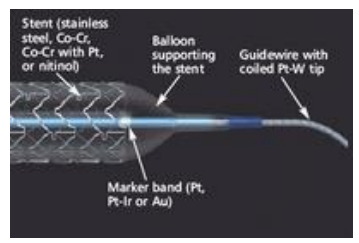 Stent (stainless
steel, Co-Cr,
Co-Cr with Pt,
or nitinol)
Balloon
supporting
the stent
Guidewire with
coiled Pt-W tip
Marker band (Pt,
Pt-Ir or Au)